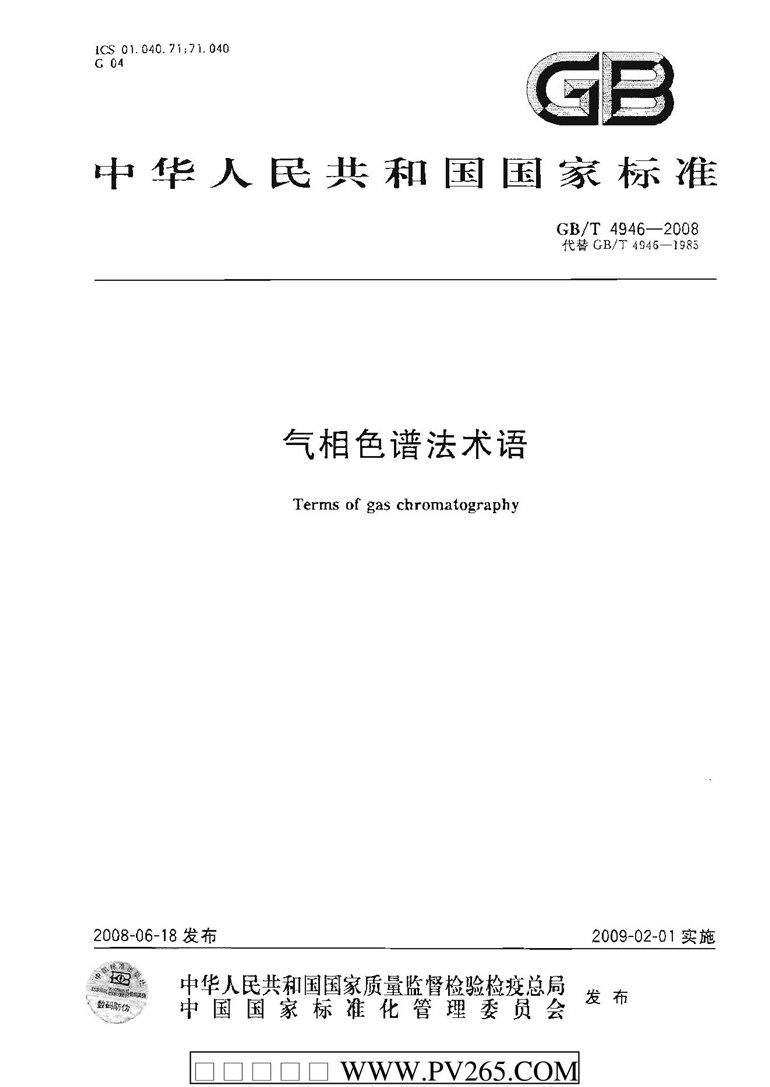 ICS 01.040.71;71.040
G 04
GB
中华人民共和国国家标准
GB/T 4946—2008
代替 GB/T 4946—1985
气相色谱法术语
Terms of gas chromatography
2008-06-18 发布
2009-02-01 实施
中华人民共和国国家质量监督检验检疫总局
中国国家标准化管理委员会
发布
数码防伪
□□□□□ WWW.PV265.COM